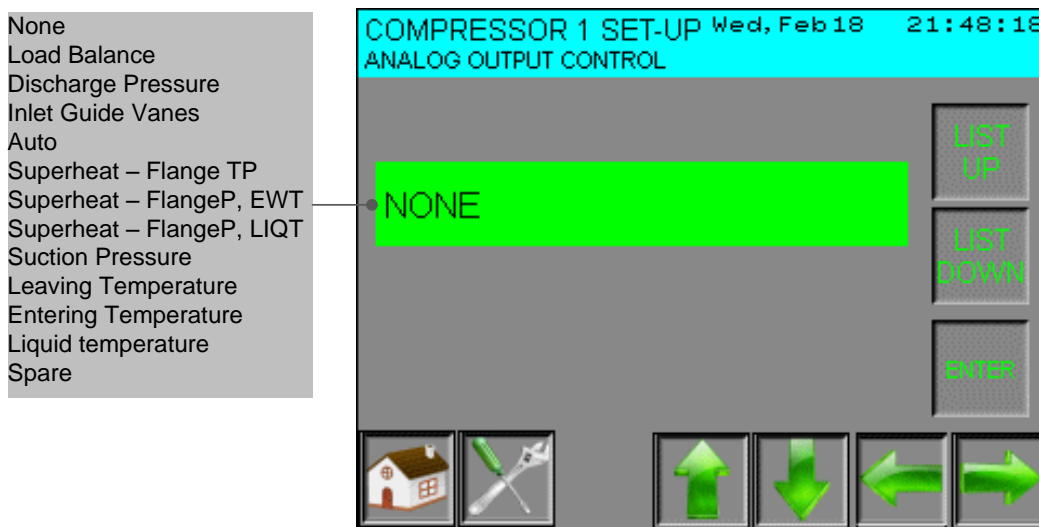 None
Load Balance
Discharge Pressure
Inlet Guide Vanes
Auto
Superheat – Flange TP
Superheat – FlangeP, EWT
Superheat – FlangeP, LIQT
Suction Pressure
Leaving Temperature
Entering Temperature
Liquid temperature
Spare
COMPRESSOR 1 SET-UP Wed, Feb 18 21:48:18
ANALOG OUTPUT CONTROL
LIST
UP
NONE
LIST
DOWN
ENTER